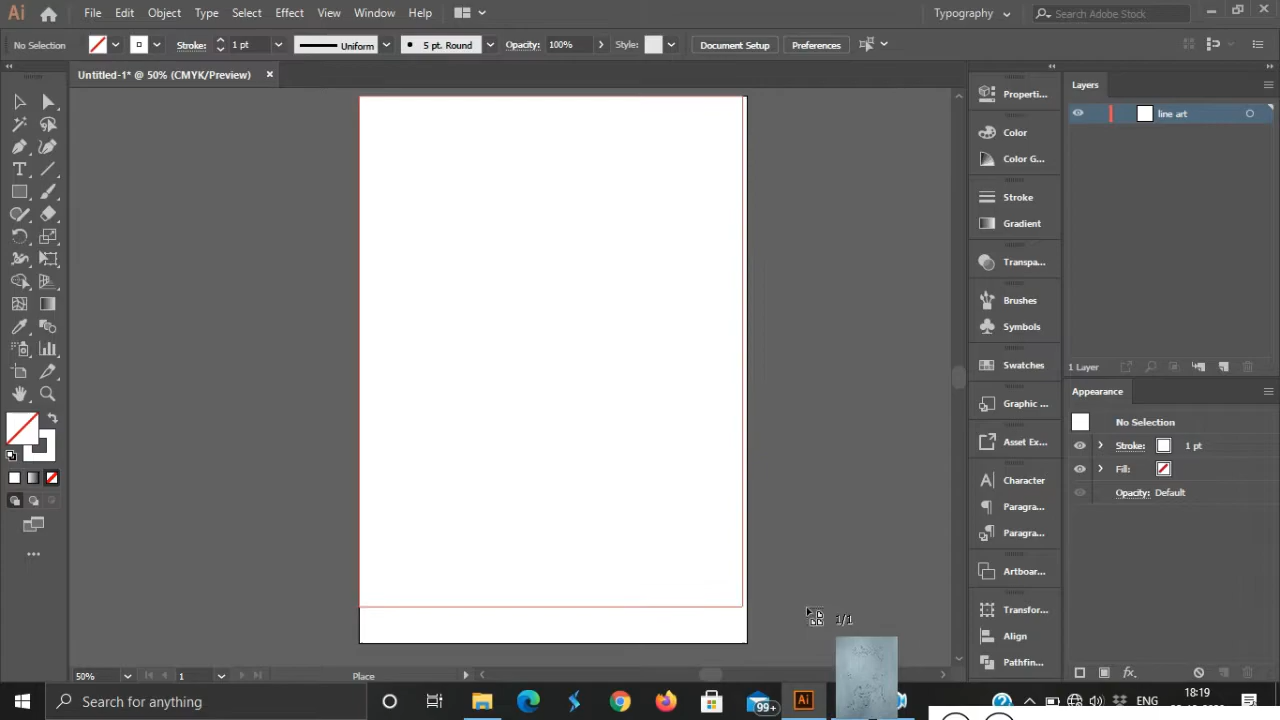 Ai File Edit Object Type Select Effect View Window Help Typography Search Adobe Stock
No Selection Stroke: 1 pt Uniform 5 pt. Round Opacity: 100% Style: Document Setup Preferences
Untitled-1* @ 50% (CMYK/Preview)
Properti...
Color
Color G...
Stroke
Gradient
Transpa...
Brushes
Symbols
Swatches
Graphic ...
Asset Ex...
Character
Paragra...
Paragra...
Artboar...
Transfor...
Align
Pathfin...
Layers
line art
1 Layer
Appearance
No Selection
Stroke: 1 pt
Fill:
Opacity: Default
1/1
50% 1 Place
Search for anything
99+
Ai
ENG
18:19